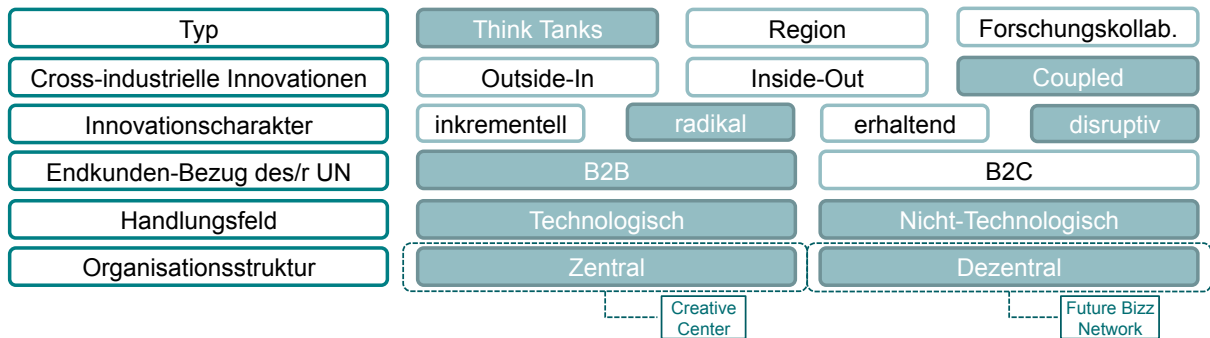 Typ Think Tanks Region Forschungskollab.
Cross-industrielle Innovationen Outside-In Inside-Out Coupled
Innovationscharakter inkrementell radikal erhaltend disruptiv
Endkunden-Bezug des/r UN B2B B2C
Handlungsfeld Technologisch Nicht-Technologisch
Organisationsstruktur Zentral Dezentral
Creative
Center
Future Bizz
Network